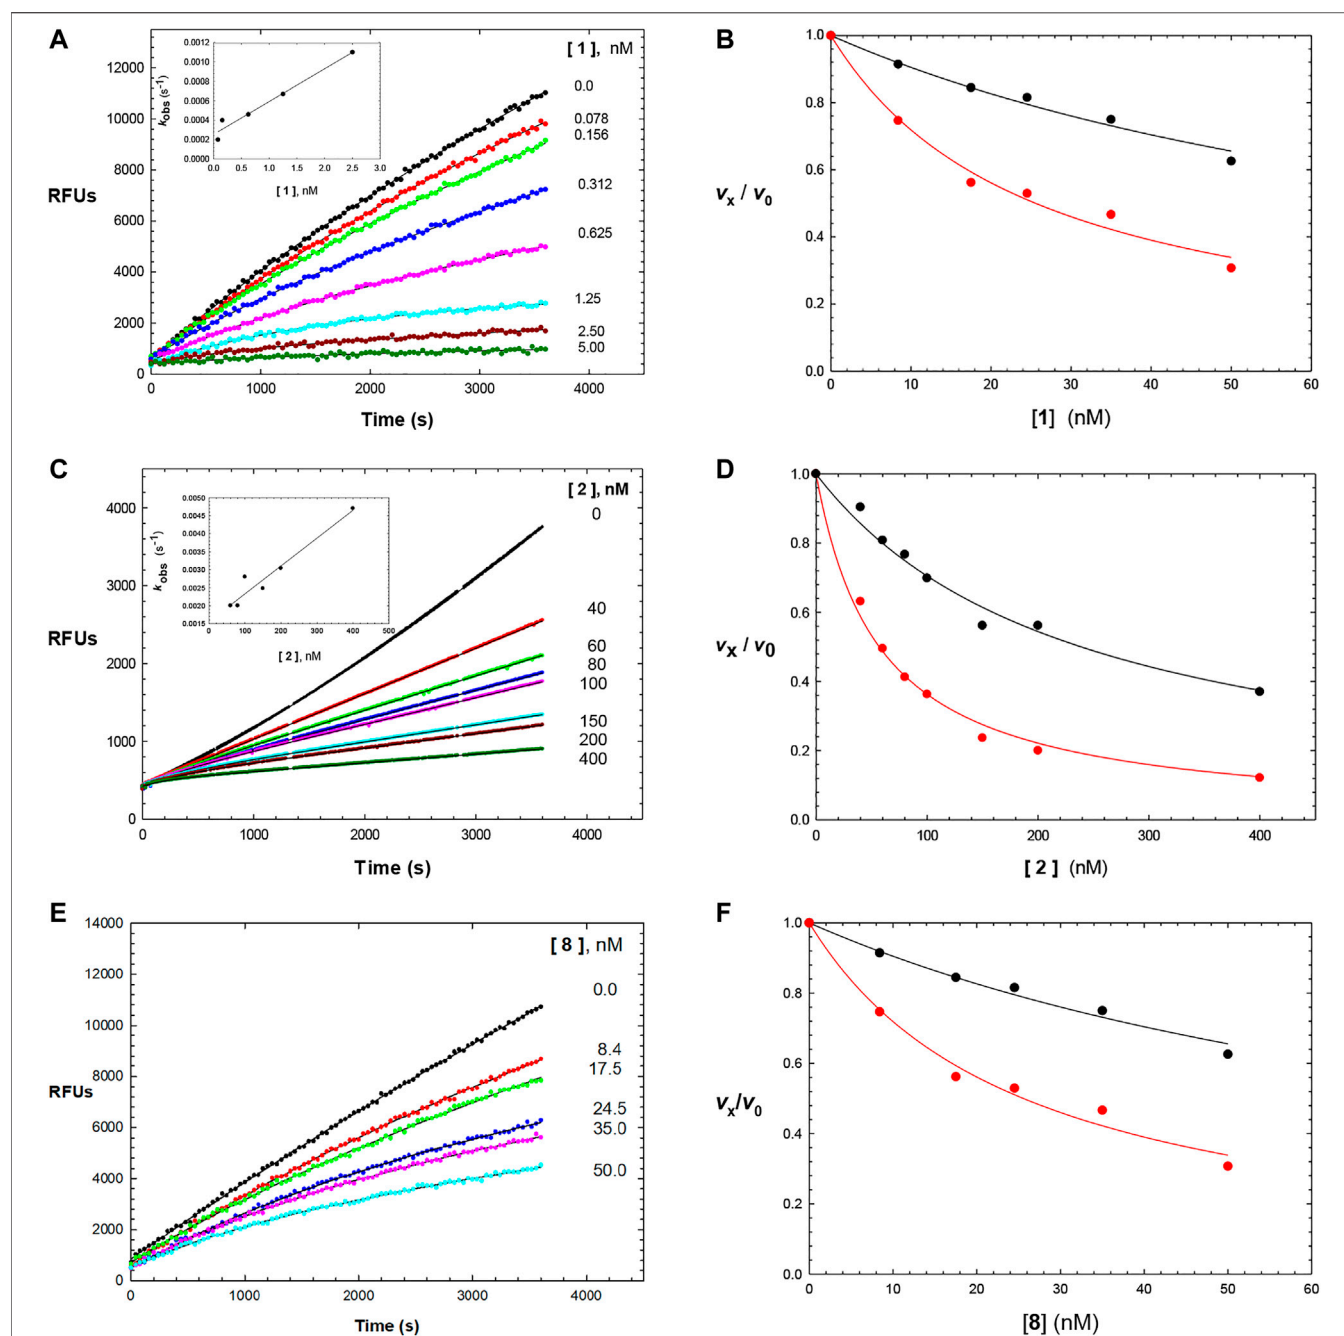 A
[ 1 ], nM
12000
10000
8000
6000
4000
2000
0
RFUs
0.0
0.078
0.156
0.312
0.625
1.25
2.50
5.00
0 1000 2000 3000 4000
Time (s)
kobs (s-1)
0.0012
0.0010
0.0008
0.0006
0.0004
0.0002
0.0000
0.0 0.5 1.0 1.5 2.0 2.5 3.0
[ 1 ], nM
B
1.0
0.8
0.6
0.4
0.2
0.0
vx / v0
0 10 20 30 40 50 60
[1] (nM)
C
[ 2 ], nM
4000
3000
2000
1000
0
RFUs
0
40
60
80
100
150
200
400
0 1000 2000 3000 4000
Time (s)
kobs (s-1)
0.0050
0.0045
0.0040
0.0035
0.0030
0.0025
0.0020
0.0015
0 100 200 300 400 500
[ 2 ], nM
D
1.0
0.8
0.6
0.4
0.2
0.0
vx / v0
0 100 200 300 400
[ 2 ] (nM)
E
[ 8 ], nM
14000
12000
10000
8000
6000
4000
2000
0
RFUs
0.0
8.4
17.5
24.5
35.0
50.0
0 1000 2000 3000 4000
Time (s)
F
1.0
0.8
0.6
0.4
0.2
0.0
vx/v0
0 10 20 30 40 50 60
[8] (nM)